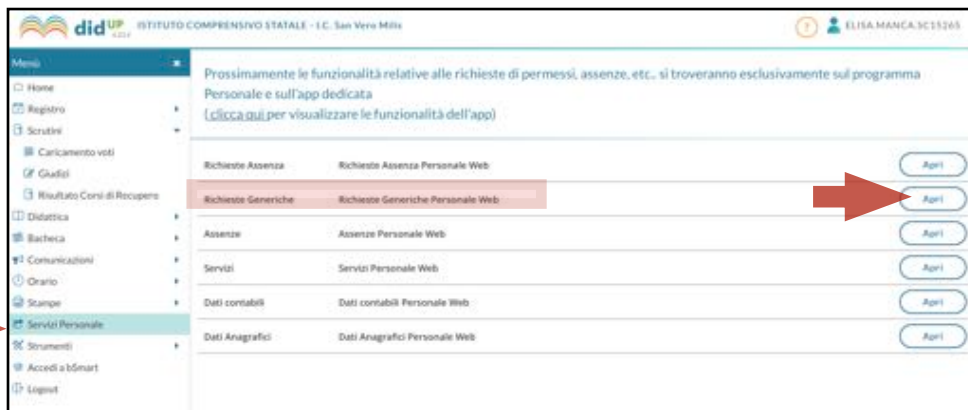 didUP ISTITUTO COMPRENSIVO STATALE - I.C. San Vero Milis
? ELISA.MANCA.SC15265
Menù
Home
Registro
Scrutini
Caricamento voti
Giudizi
Risultato Corsi di Recupero
Didattica
Bacheca
Comunicazioni
Orario
Stampe
Servizi Personale
Strumenti
Accedi a bSmart
Logout
Prossimamente le funzionalità relative alle richieste di permessi, assenze, etc.. si troveranno esclusivamente sul programma
Personale e sull'app dedicata
( clicca qui per visualizzare le funzionalità dell'app)
Richieste Assenza Richieste Assenza Personale Web Apri
Richieste Generiche Richieste Generiche Personale Web Apri
Assenze Assenze Personale Web Apri
Servizi Servizi Personale Web Apri
Dati contabili Dati contabili Personale Web Apri
Dati Anagrafici Dati Anagrafici Personale Web Apri